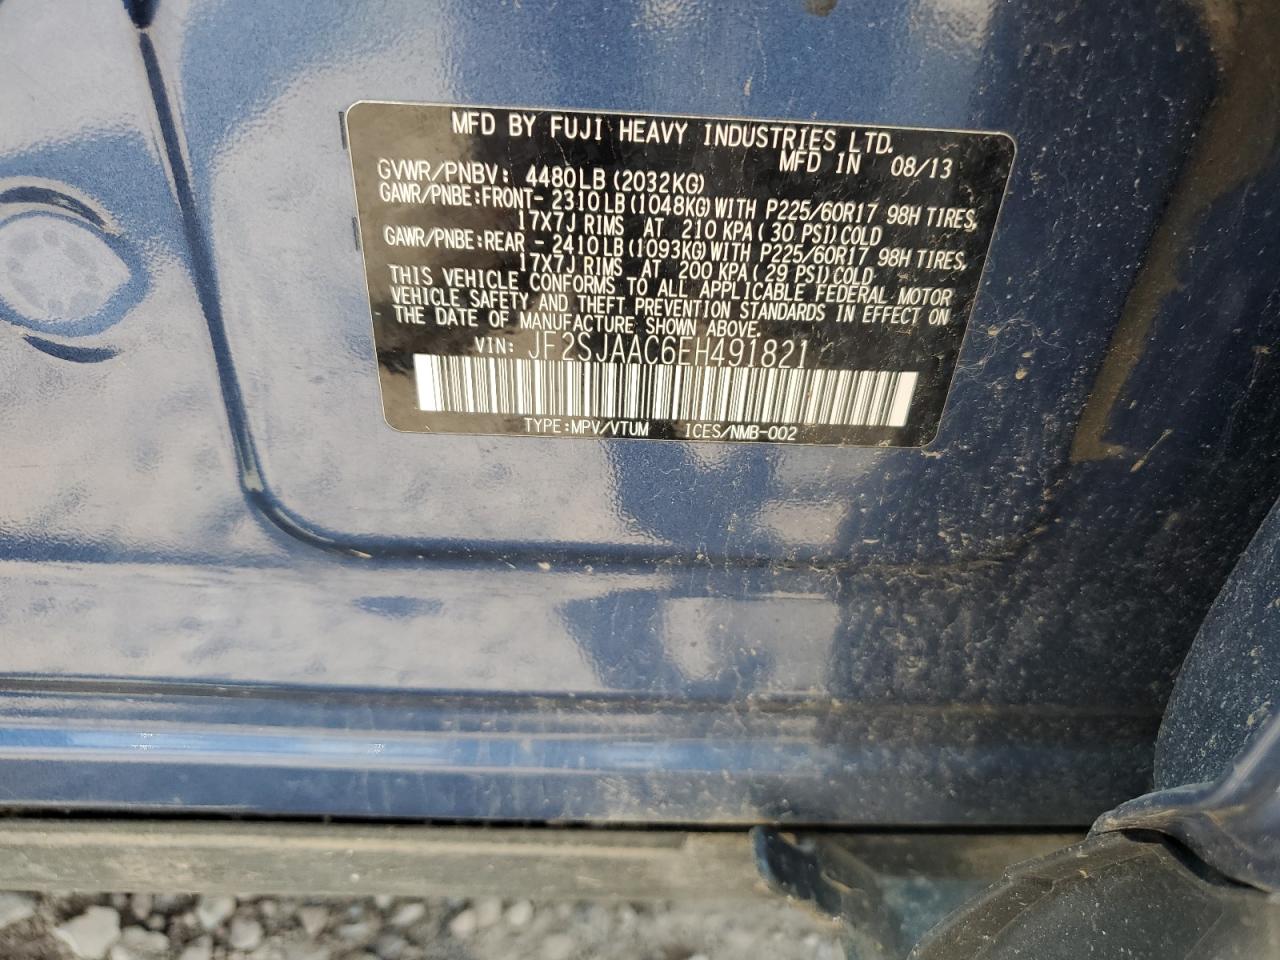 MFD BY FUJI HEAVY INDUSTRIES LTD.
MFD IN 08/13
GVWR/PNBV: 4480LB(2032KG)
GAWR/PNBE:FRONT- 2310LB(1048KG)WITH P225/60R17 98H TIRES,
17X7J RIMS AT 210 KPA(30 PSI)COLD
GAWR/PNBE:REAR - 2410LB(1093KG)WITH P225/60R17 98H TIRES,
17X7J RIMS AT 200 KPA(29 PSI)COLD
THIS VEHICLE CONFORMS TO ALL APPLICABLE FEDERAL MOTOR
VEHICLE SAFETY AND THEFT PREVENTION STANDARDS IN EFFECT ON
THE DATE OF MANUFACTURE SHOWN ABOVE.
VIN: JF2SJAAC6EH491821
TYPE:MPV/VTUM ICES/NMB-002